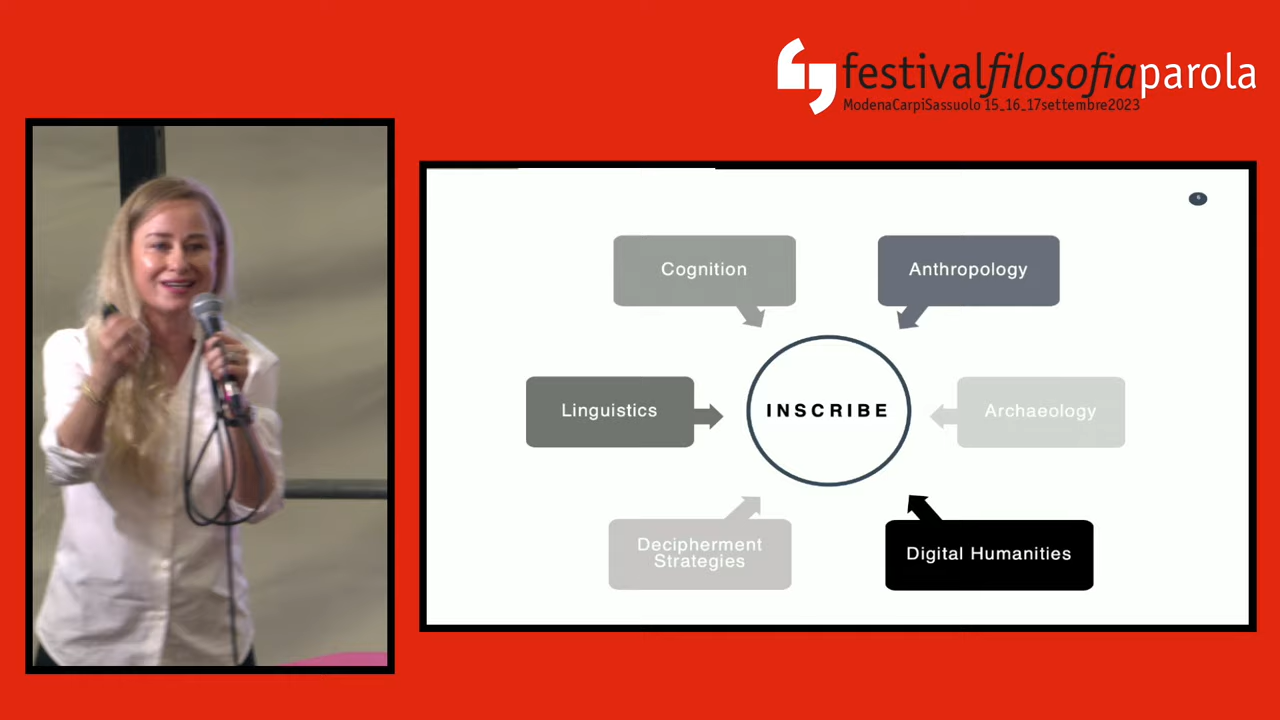 festivalfilosofiaparola
ModenaCarpiSassuolo 15_16_17settembre2023
Cognition
Anthropology
Linguistics
INSCRIBE
Archaeology
Decipherment
Strategies
Digital Humanities